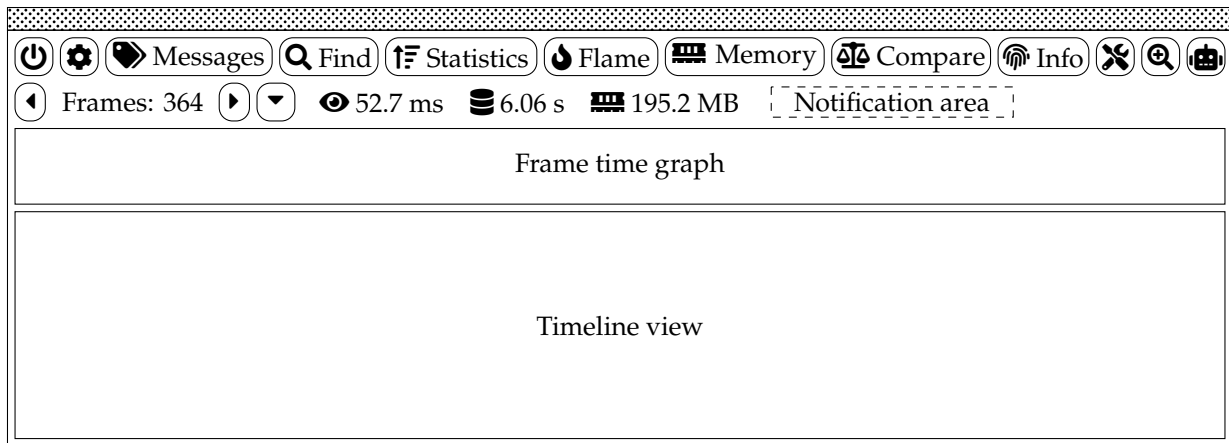 Messages Find Statistics Flame Memory Compare Info
Frames: 364 52.7 ms 6.06 s 195.2 MB Notification area
Frame time graph
Timeline view